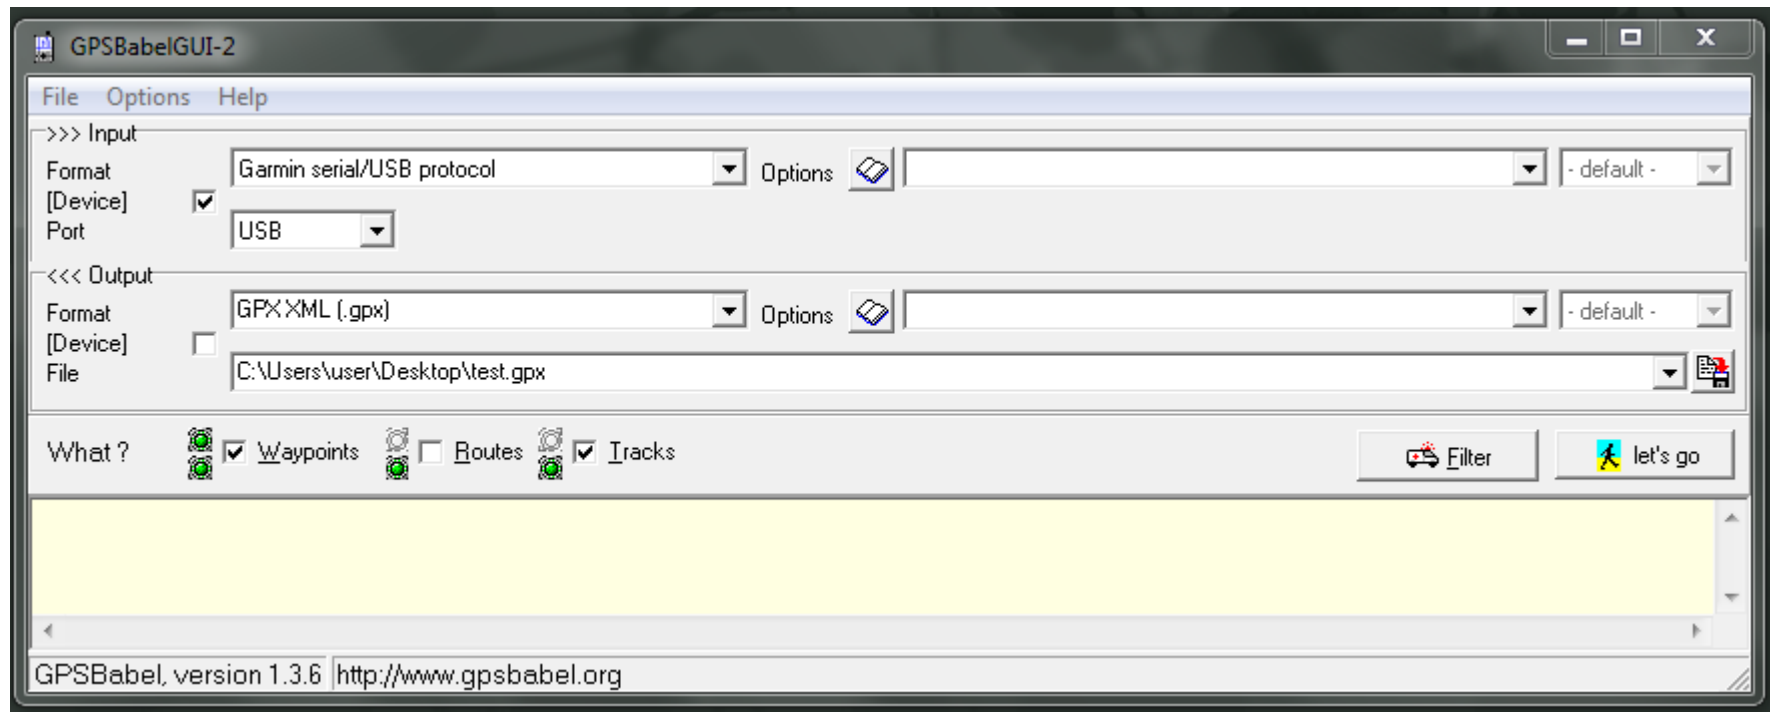 GPSBabelGUI-2
File Options Help
>>> Input
Format Garmin serial/USB protocol Options - default -
[Device]
Port USB
<<< Output
Format GPX XML (.gpx) Options - default -
[Device]
File C:\Users\user\Desktop\test.gpx
What ? Waypoints Routes Tracks Filter let's go
GPSBabel, version 1.3.6 http://www.gpsbabel.org